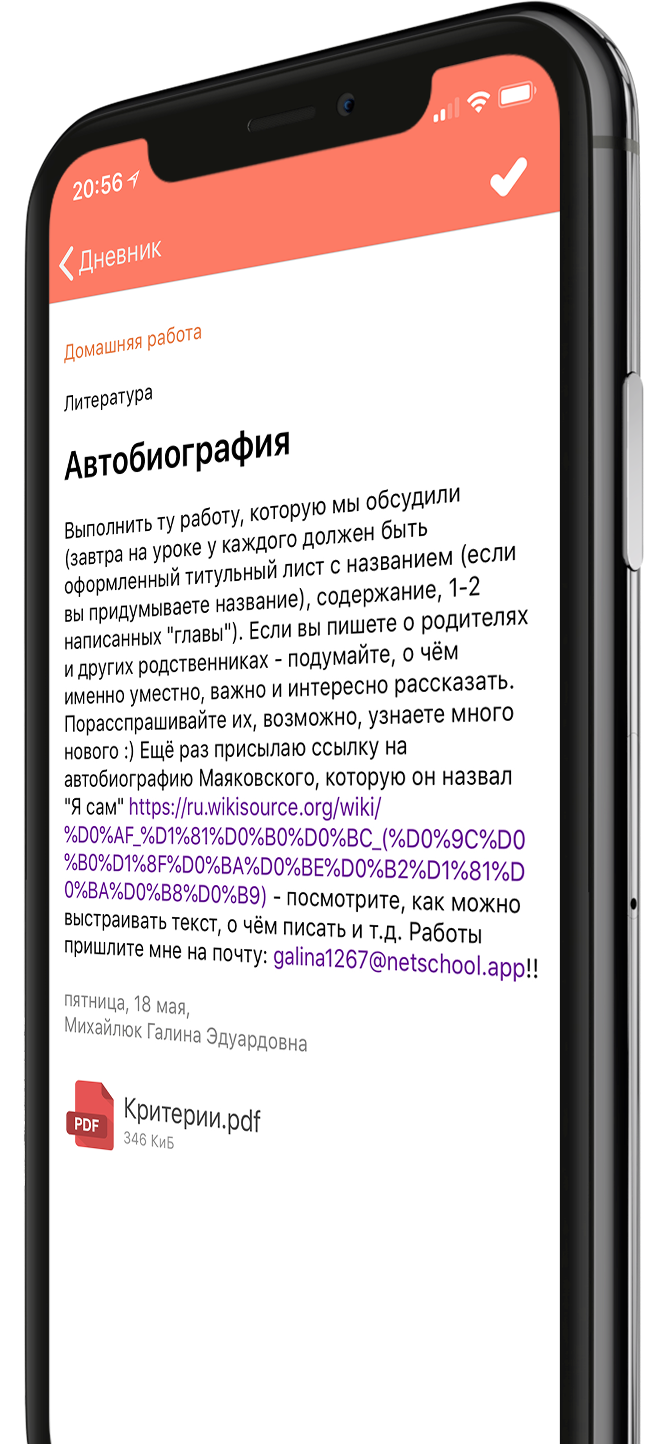 20:56
Дневник
Домашняя работа
Литература
Автобиография
Выполнить ту работу, которую мы обсудили
(завтра на уроке у каждого должен быть
оформленный титульный лист с названием (если
вы придумываете название), содержание, 1-2
написанных "главы"). Если вы пишете о родителях
и других родственниках - подумайте, о чём
именно уместно, важно и интересно рассказать.
Порасспрашивайте их, возможно, узнаете много
нового :) Ещё раз присылаю ссылку на
автобиографию Маяковского, которую он назвал
"Я сам" https://ru.wikisource.org/wiki/
%D0%AF_%D1%81%D0%B0%D0%BC_(%D0%9C%D0
%B0%D1%8F%D0%BA%D0%BE%D0%B2%D1%81%D
0%BA%D0%B8%D0%B9) - посмотрите, как можно
выстраивать текст, о чём писать и т.д. Работы
пришлите мне на почту: galina1267@netschool.app!!
пятница, 18 мая,
Михайлюк Галина Эдуардовна
PDF
Критерии.pdf
346 КиБ